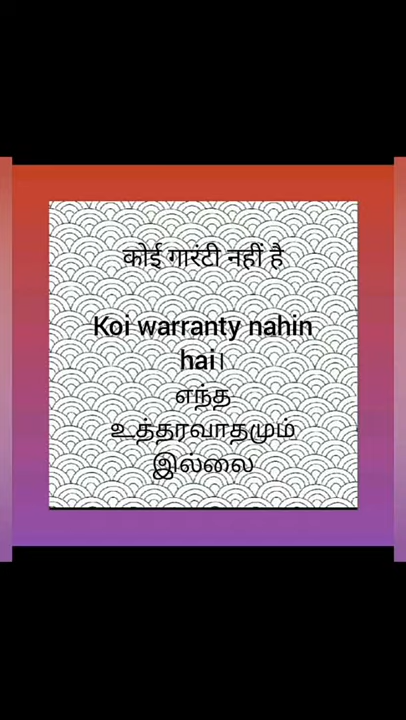 कोई गारंटी नहीं है
Koi warranty nahin
hai।
எந்த
உத்தரவாதமும்
இல்லை